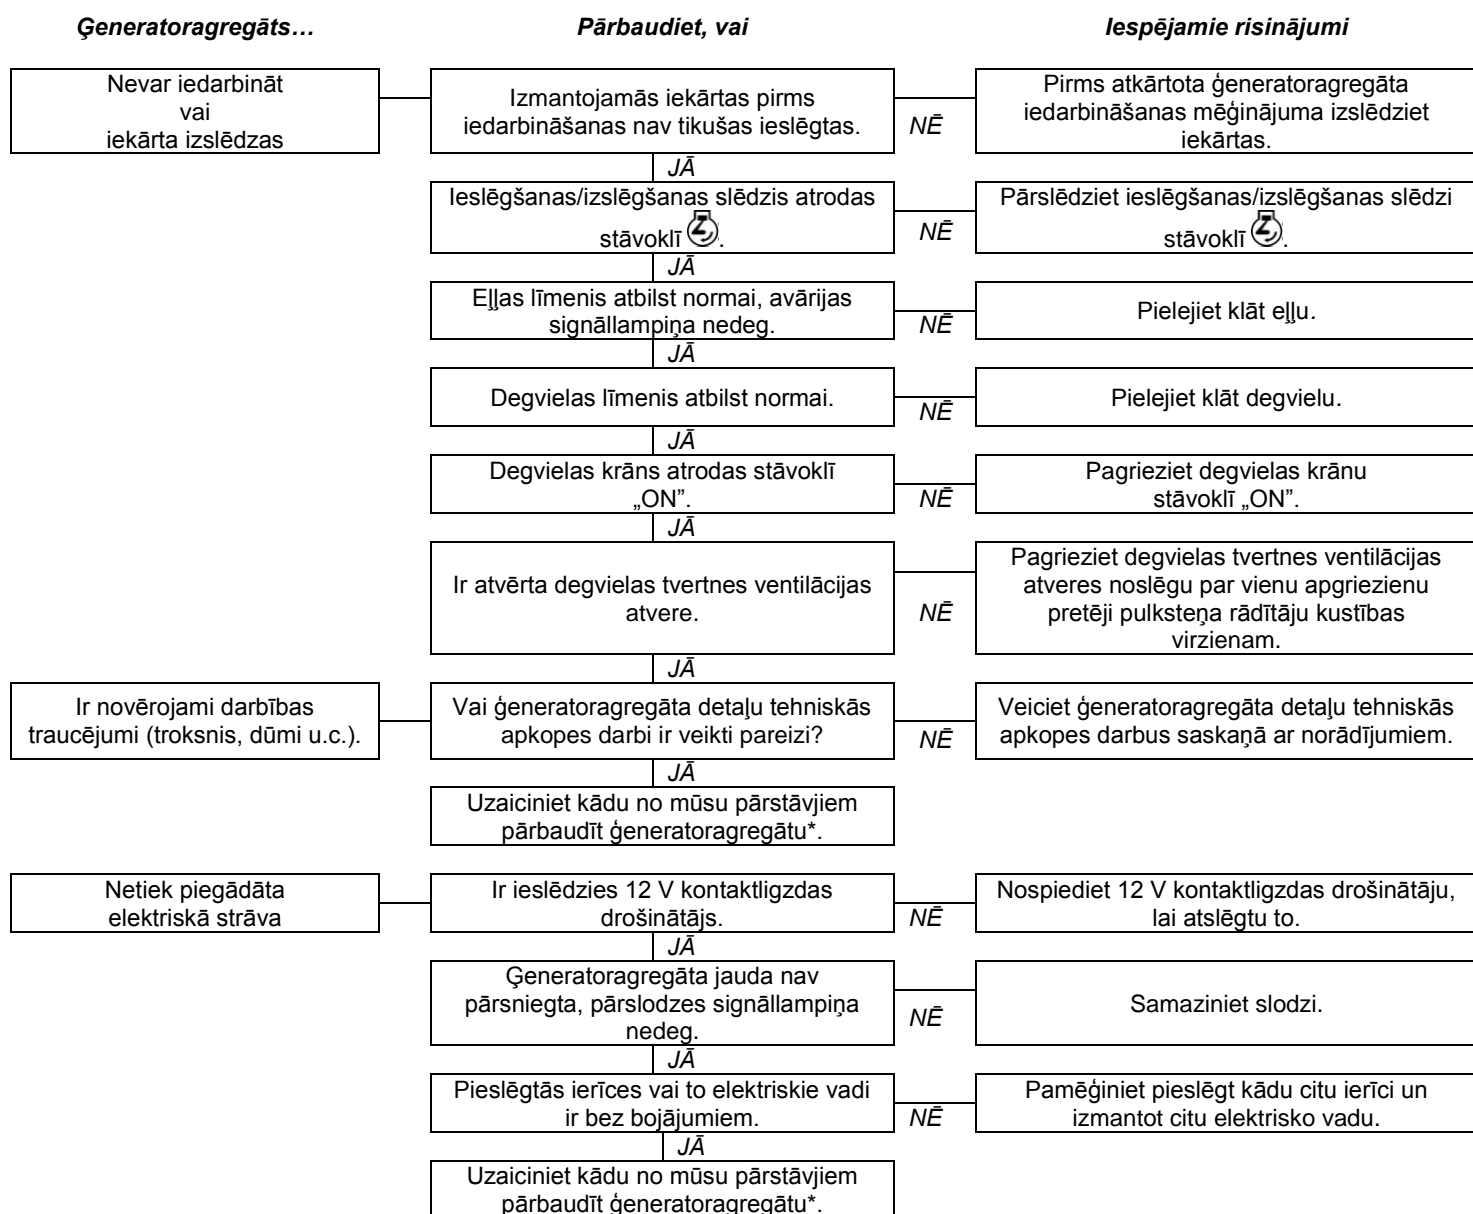 Ģeneratoragregāts…
Pārbaudiet, vai
Iespējamie risinājumi
Nevar iedarbināt
vai
iekārta izslēdzas
Izmantojamās iekārtas pirms
iedarbināšanas nav tikušas ieslēgtas.
NĒ
Pirms atkārtota ģeneratoragregāta
iedarbināšanas mēģinājuma izslēdziet
iekārtas.
JĀ
Ieslēgšanas/izslēgšanas slēdzis atrodas
stāvoklī .
NĒ
Pārslēdziet ieslēgšanas/izslēgšanas slēdzi
stāvoklī .
JĀ
Eļļas līmenis atbilst normai, avārijas
signāllampiņa nedeg.
NĒ
Pielejiet klāt eļļu.
JĀ
Degvielas līmenis atbilst normai.
NĒ
Pielejiet klāt degvielu.
JĀ
Degvielas krāns atrodas stāvoklī
„ON”.
NĒ
Pagrieziet degvielas krānu
stāvoklī „ON”.
JĀ
Ir atvērta degvielas tvertnes ventilācijas
atvere.
NĒ
Pagrieziet degvielas tvertnes ventilācijas
atveres noslēgu par vienu apgriezienu
pretēji pulksteņa rādītāju kustības
virzienam.
JĀ
Ir novērojami darbības
traucējumi (troksnis, dūmi u.c.).
Vai ģeneratoragregāta detaļu tehniskās
apkopes darbi ir veikti pareizi?
NĒ
Veiciet ģeneratoragregāta detaļu tehniskās
apkopes darbus saskaņā ar norādījumiem.
JĀ
Uzaiciniet kādu no mūsu pārstāvjiem
pārbaudīt ģeneratoragregātu*.
Netiek piegādāta
elektriskā strāva
Ir ieslēdzies 12 V kontaktligzdas
drošinātājs.
NĒ
Nospiediet 12 V kontaktligzdas drošinātāju,
lai atslēgtu to.
JĀ
Ģeneratoragregāta jauda nav
pārsniegta, pārslodzes signāllampiņa
nedeg.
NĒ
Samaziniet slodzi.
JĀ
Pieslēgtās ierīces vai to elektriskie vadi
ir bez bojājumiem.
NĒ
Pamēģiniet pieslēgt kādu citu ierīci un
izmantot citu elektrisko vadu.
JĀ
Uzaiciniet kādu no mūsu pārstāvjiem
pārbaudīt ģeneratoragregātu*.